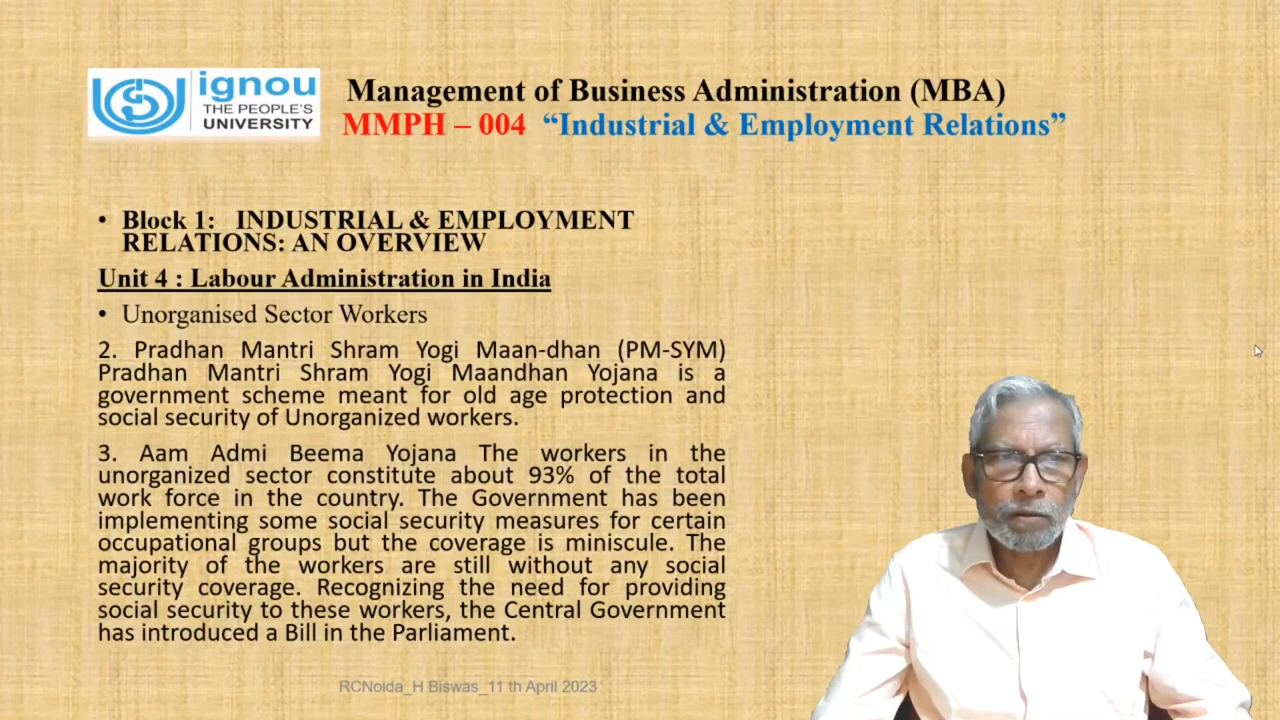 ignou
THE PEOPLE'S
UNIVERSITY
Management of Business Administration (MBA)
MMPH – 004 “Industrial & Employment Relations”
• Block 1: INDUSTRIAL & EMPLOYMENT
RELATIONS: AN OVERVIEW
Unit 4 : Labour Administration in India
• Unorganised Sector Workers
2. Pradhan Mantri Shram Yogi Maan-dhan (PM-SYM)
Pradhan Mantri Shram Yogi Maandhan Yojana is a
government scheme meant for old age protection and
social security of Unorganized workers.
3. Aam Admi Beema Yojana The workers in the
unorganized sector constitute about 93% of the total
work force in the country. The Government has been
implementing some social security measures for certain
occupational groups but the coverage is miniscule. The
majority of the workers are still without any social
security coverage. Recognizing the need for providing
social security to these workers, the Central Government
has introduced a Bill in the Parliament.
RCNoida_H Biswas_11 th April 2023